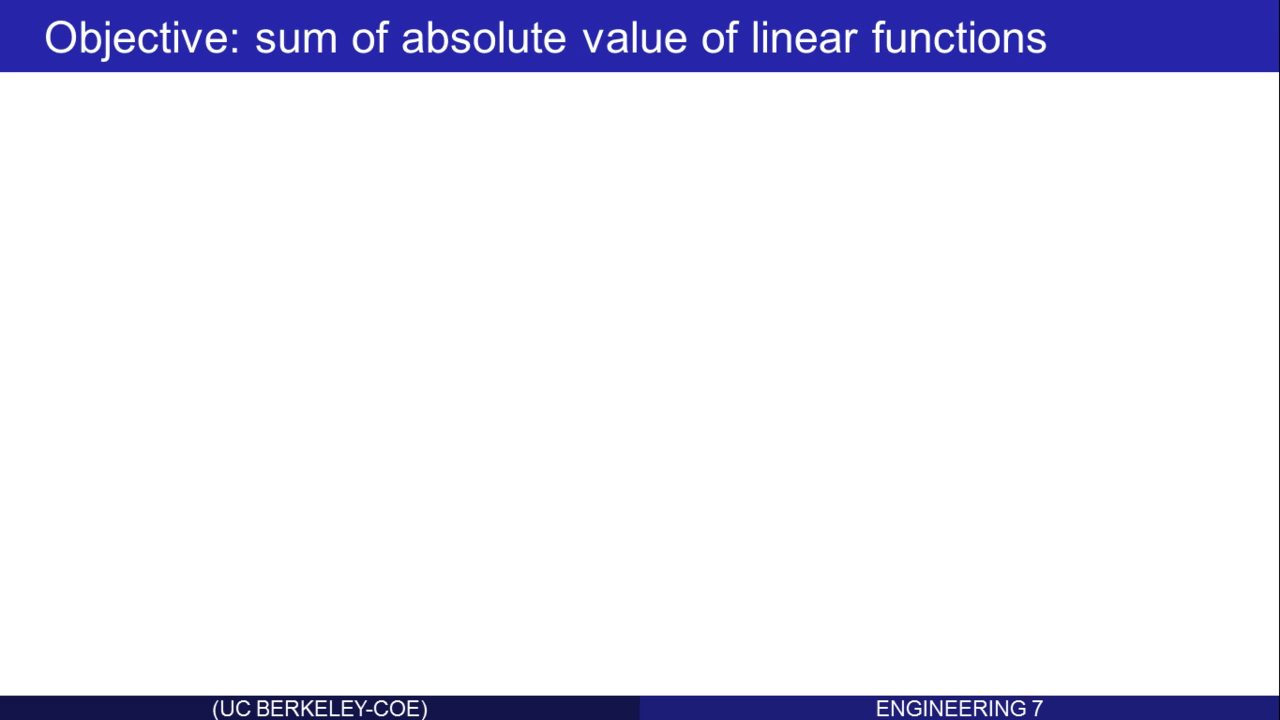 Objective: sum of absolute value of linear functions
(UC BERKELEY-COE)
ENGINEERING 7